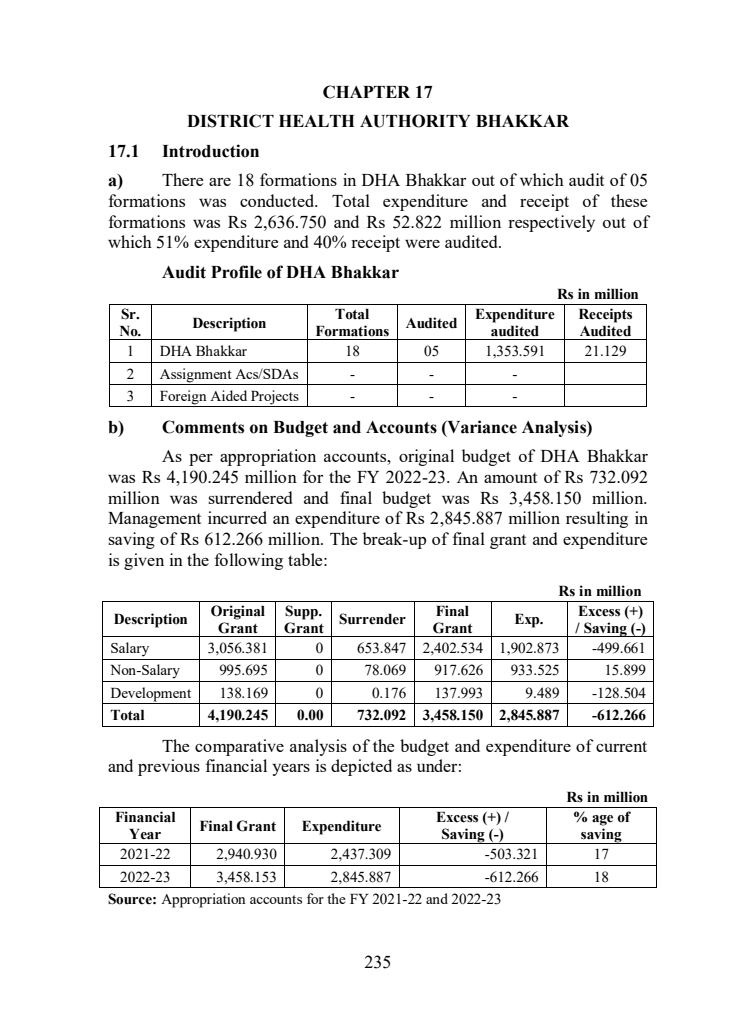 CHAPTER 17
DISTRICT HEALTH AUTHORITY BHAKKAR
17.1 Introduction
a) There are 18 formations in DHA Bhakkar out of which audit of 05
formations was conducted. Total expenditure and receipt of these
formations was Rs 2,636.750 and Rs 52.822 million respectively out of
which 51% expenditure and 40% receipt were audited.
Audit Profile of DHA Bhakkar
Rs in million
Sr. No. Description Total Formations Audited Expenditure audited Receipts Audited
1 DHA Bhakkar 18 05 1,353.591 21.129
2 Assignment Acs/SDAs - - -
3 Foreign Aided Projects - - -
b) Comments on Budget and Accounts (Variance Analysis)
As per appropriation accounts, original budget of DHA Bhakkar
was Rs 4,190.245 million for the FY 2022-23. An amount of Rs 732.092
million was surrendered and final budget was Rs 3,458.150 million.
Management incurred an expenditure of Rs 2,845.887 million resulting in
saving of Rs 612.266 million. The break-up of final grant and expenditure
is given in the following table:
Rs in million
Description Original Grant Supp. Grant Surrender Final Grant Exp. Excess (+) / Saving (-)
Salary 3,056.381 0 653.847 2,402.534 1,902.873 -499.661
Non-Salary 995.695 0 78.069 917.626 933.525 15.899
Development 138.169 0 0.176 137.993 9.489 -128.504
Total 4,190.245 0.00 732.092 3,458.150 2,845.887 -612.266
The comparative analysis of the budget and expenditure of current
and previous financial years is depicted as under:
Rs in million
Financial Year Final Grant Expenditure Excess (+) / Saving (-) % age of saving
2021-22 2,940.930 2,437.309 -503.321 17
2022-23 3,458.153 2,845.887 -612.266 18
Source: Appropriation accounts for the FY 2021-22 and 2022-23
235